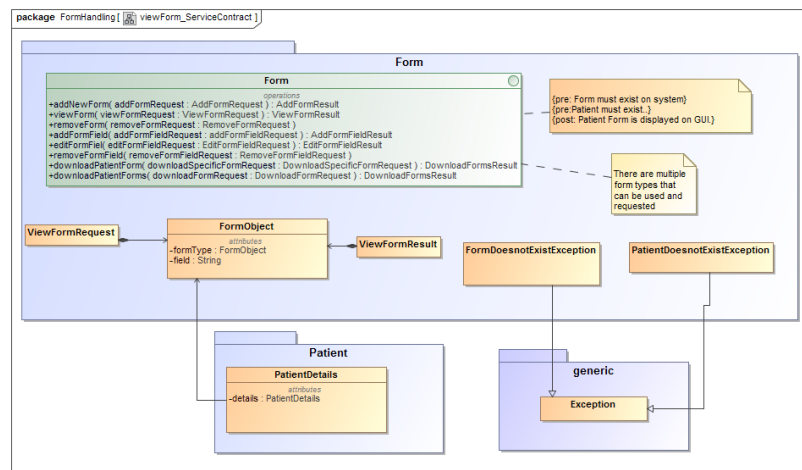 package FormHandling [ viewForm_ServiceContract ]
Form
Form
operations
+addNewForm( addFormRequest : AddFormRequest ) : AddFormResult
+viewForm( viewFormRequest : ViewFormRequest ) : ViewFormResult
+removeForm( removeFormRequest : RemoveFormRequest )
+addFormField( addFormFieldRequest : addFormFieldRequest ) : AddFormFieldResult
+editFormFiel( editFormFieldRequest : EditFormFieldRequest ) : EditFormFieldResult
+removeFormField( removeFormFieldRequest : RemoveFormFieldRequest )
+downloadPatientForm( downloadSpecificFormRequest : DownloadSpecificFormRequest ) : DownloadFormsResult
+downloadPatientForms( downloadFormRequest : DownloadFormRequest ) : DownloadFormsResult
{pre: Form must exist on system}
{pre:Patient must exist..}
{post: Patient Form is displayed on GUI.}
There are multiple
form types that
can be used and
requested
ViewFormRequest
FormObject
attributes
-formType : FormObject
-field : String
ViewFormResult
FormDoesnotExistException
PatientDoesnotExistException
Patient
PatientDetails
attributes
-details : PatientDetails
generic
Exception